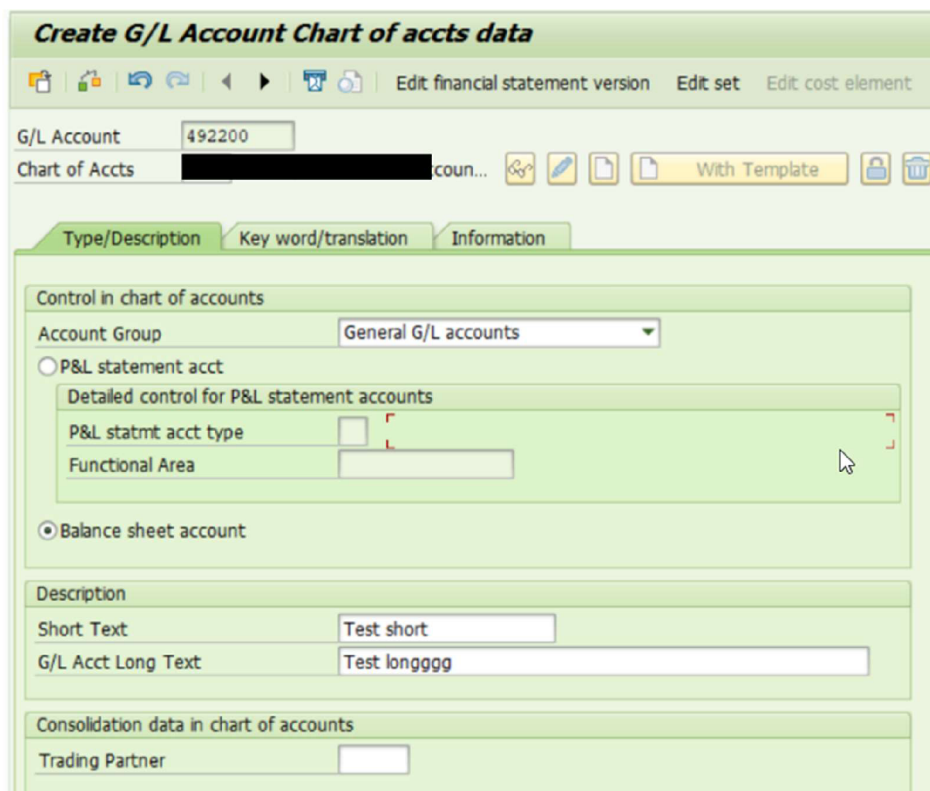 Create G/L Account Chart of accts data
Edit financial statement version Edit set Edit cost element
G/L Account 492200
Chart of Accts ccoun... With Template
Type/Description Key word/translation Information
Control in chart of accounts
Account Group General G/L accounts
P&L statement acct
Detailed control for P&L statement accounts
P&L statmt acct type
Functional Area
Balance sheet account
Description
Short Text Test short
G/L Acct Long Text Test longggg
Consolidation data in chart of accounts
Trading Partner